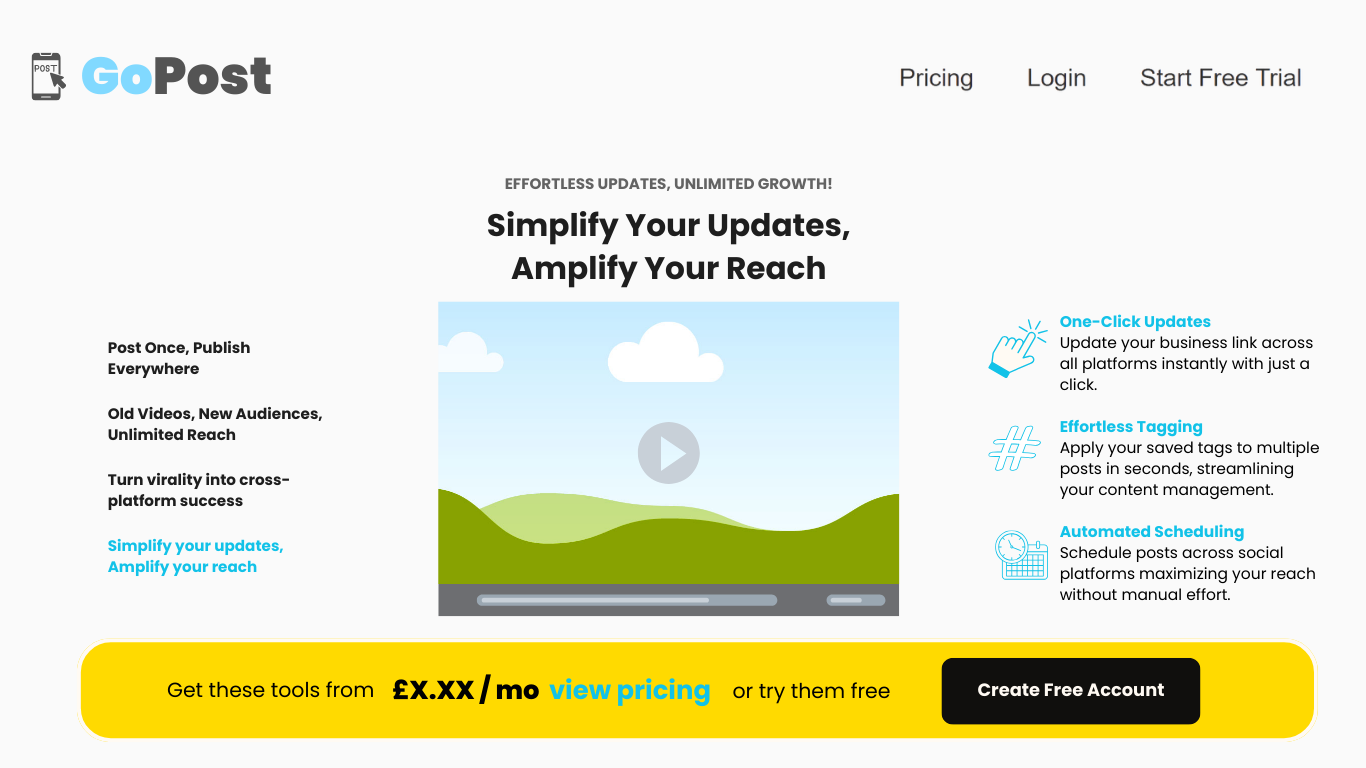 POST
GoPost
Pricing
Login
Start Free Trial
EFFORTLESS UPDATES, UNLIMITED GROWTH!
Simplify Your Updates,
Amplify Your Reach
Post Once, Publish
Everywhere
Old Videos, New Audiences,
Unlimited Reach
Turn virality into cross-
platform success
Simplify your updates,
Amplify your reach
One-Click Updates
Update your business link across
all platforms instantly with just a
click.
Effortless Tagging
Apply your saved tags to multiple
posts in seconds, streamlining
your content management.
Automated Scheduling
Schedule posts across social
platforms maximizing your reach
without manual effort.
Get these tools from £X.XX / mo view pricing or try them free
Create Free Account